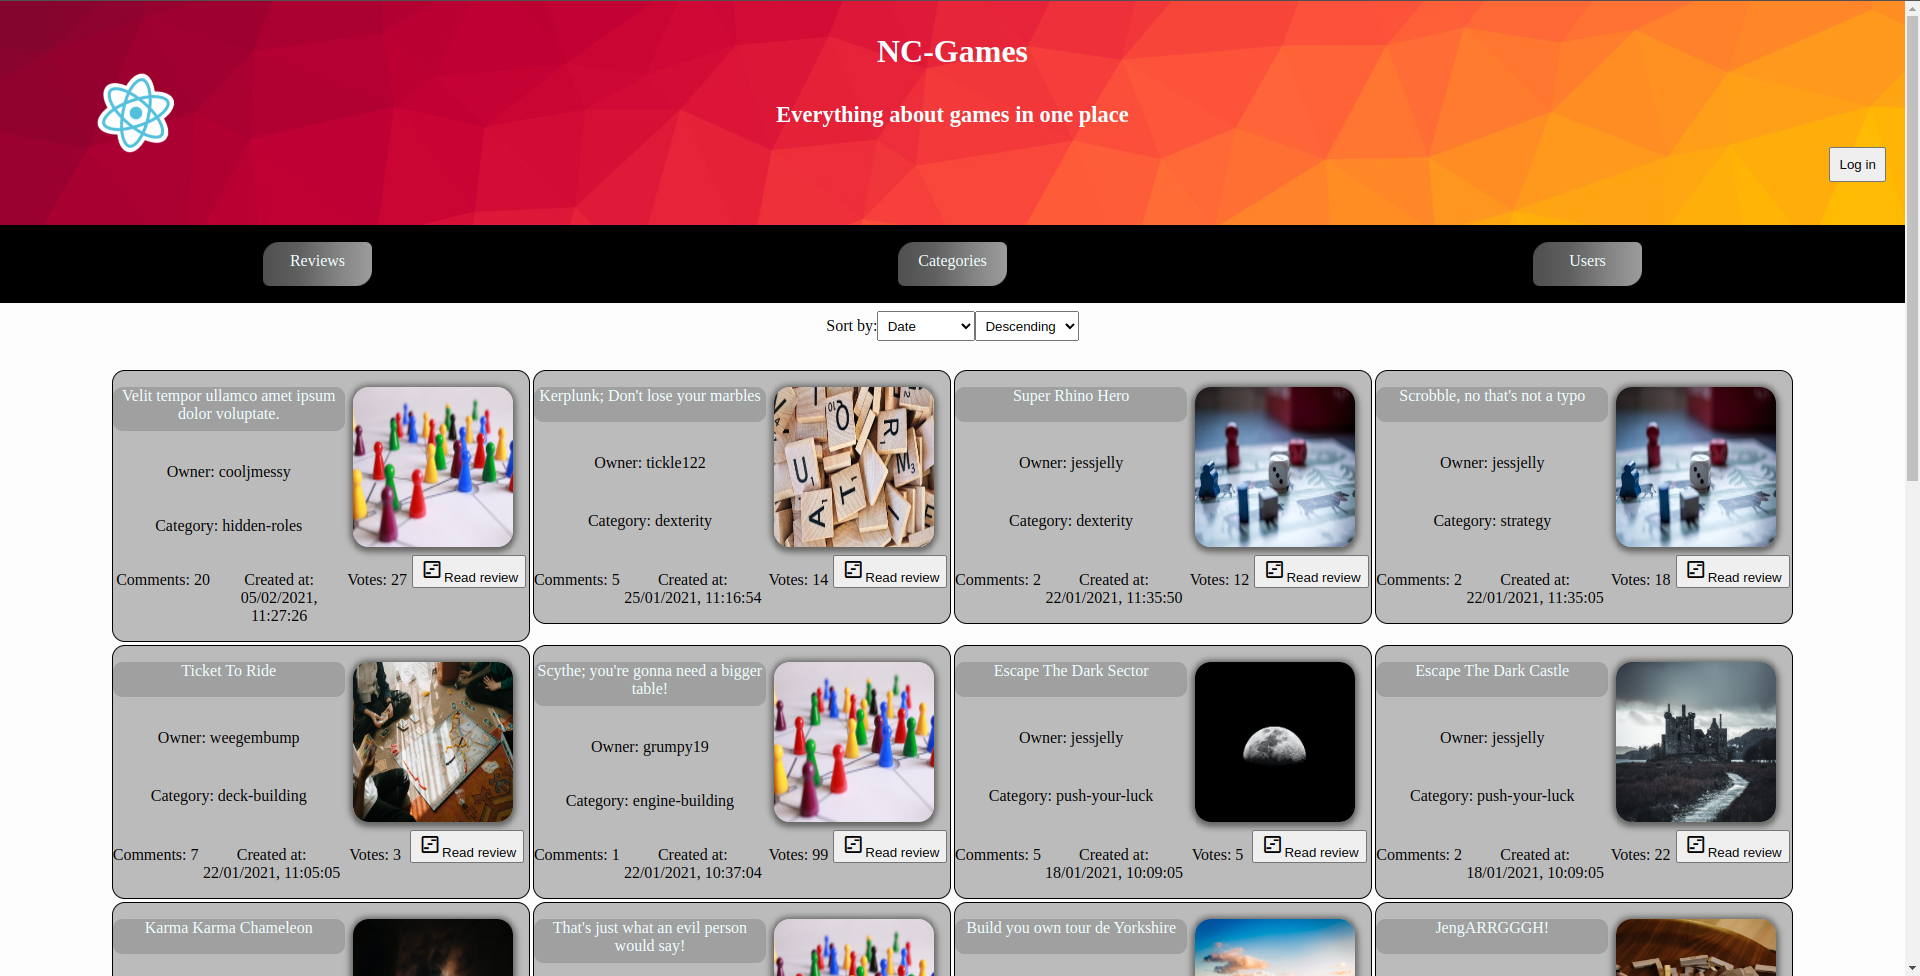 NC-Games
Everything about games in one place
Log in
Reviews
Categories
Users
Sort by:
Date
Descending
Velit tempor ullamco amet ipsum
dolor voluptate.
Owner: cooljmessy
Category: hidden-roles
Comments: 20
Created at:
05/02/2021,
11:27:26
Votes: 27
Read review
Kerplunk; Don't lose your marbles
Owner: tickle122
Category: dexterity
Comments: 5
Created at:
25/01/2021, 11:16:54
Votes: 14
Read review
Super Rhino Hero
Owner: jessjelly
Category: dexterity
Comments: 2
Created at:
22/01/2021, 11:35:50
Votes: 12
Read review
Scrobble, no that's not a typo
Owner: jessjelly
Category: strategy
Comments: 2
Created at:
22/01/2021, 11:35:05
Votes: 18
Read review
Ticket To Ride
Owner: weegembump
Category: deck-building
Comments: 7
Created at:
22/01/2021, 11:05:05
Votes: 3
Read review
Scythe; you're gonna need a bigger
table!
Owner: grumpy19
Category: engine-building
Comments: 1
Created at:
22/01/2021, 10:37:04
Votes: 99
Read review
Escape The Dark Sector
Owner: jessjelly
Category: push-your-luck
Comments: 5
Created at:
18/01/2021, 10:09:05
Votes: 5
Read review
Escape The Dark Castle
Owner: jessjelly
Category: push-your-luck
Comments: 2
Created at:
18/01/2021, 10:09:05
Votes: 22
Read review
Karma Karma Chameleon
That's just what an evil person
would say!
Build you own tour de Yorkshire
JengARRGGGH!